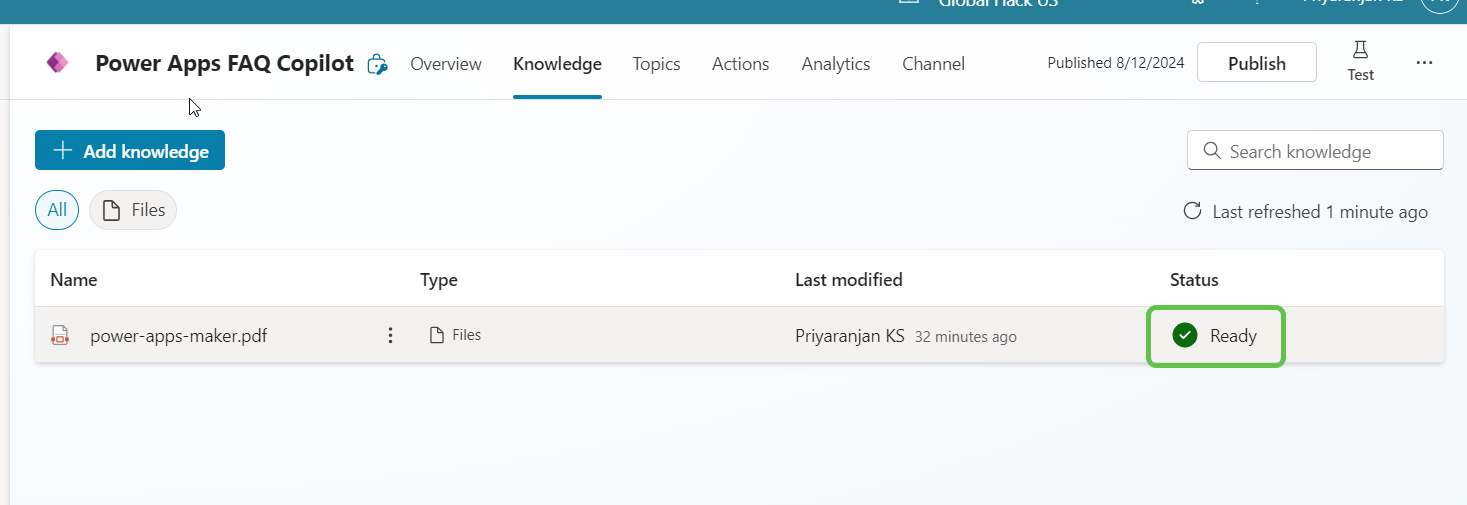 Global Hack US
Priyaranjan KS
Power Apps FAQ Copilot
Overview
Knowledge
Topics
Actions
Analytics
Channel
Published 8/12/2024
Publish
Test
Add knowledge
Search knowledge
All
Files
Last refreshed 1 minute ago
Name
Type
Last modified
Status
power-apps-maker.pdf
Files
Priyaranjan KS 32 minutes ago
Ready